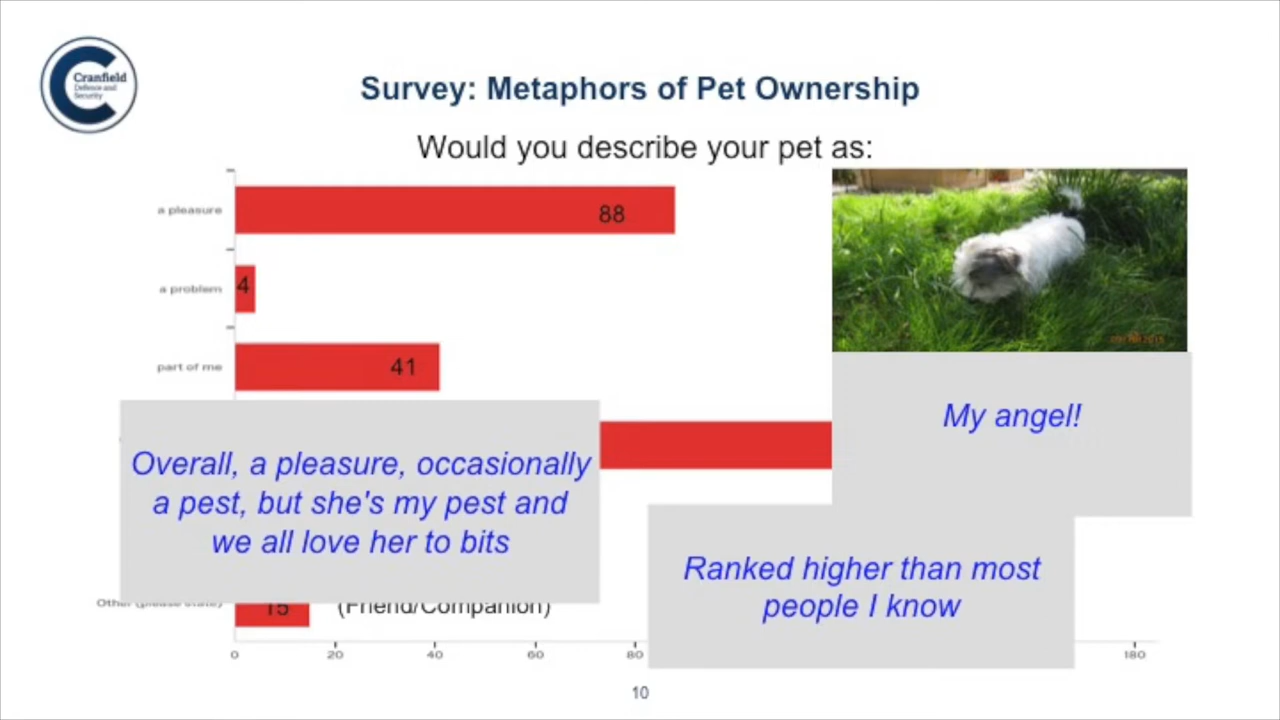 Cranfield
Defence and
Security
Survey: Metaphors of Pet Ownership
Would you describe your pet as:
a pleasure
88
a problem
4
part of me
41
My angel!
Overall, a pleasure, occasionally
a pest, but she's my pest and
we all love her to bits
Ranked higher than most
people I know
Other (please state)
15
(Friend/Companion)
0
20
40
60
80
180
10